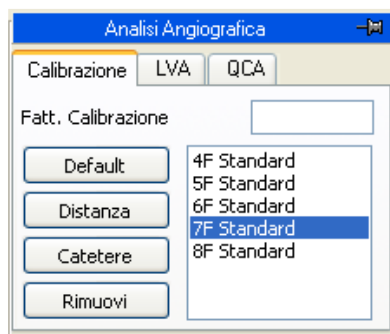 Analisi Angiografica
Calibrazione LVA QCA
Fatt. Calibrazione
Default
Distanza
Catetere
Rimuovi
4F Standard
5F Standard
6F Standard
7F Standard
8F Standard